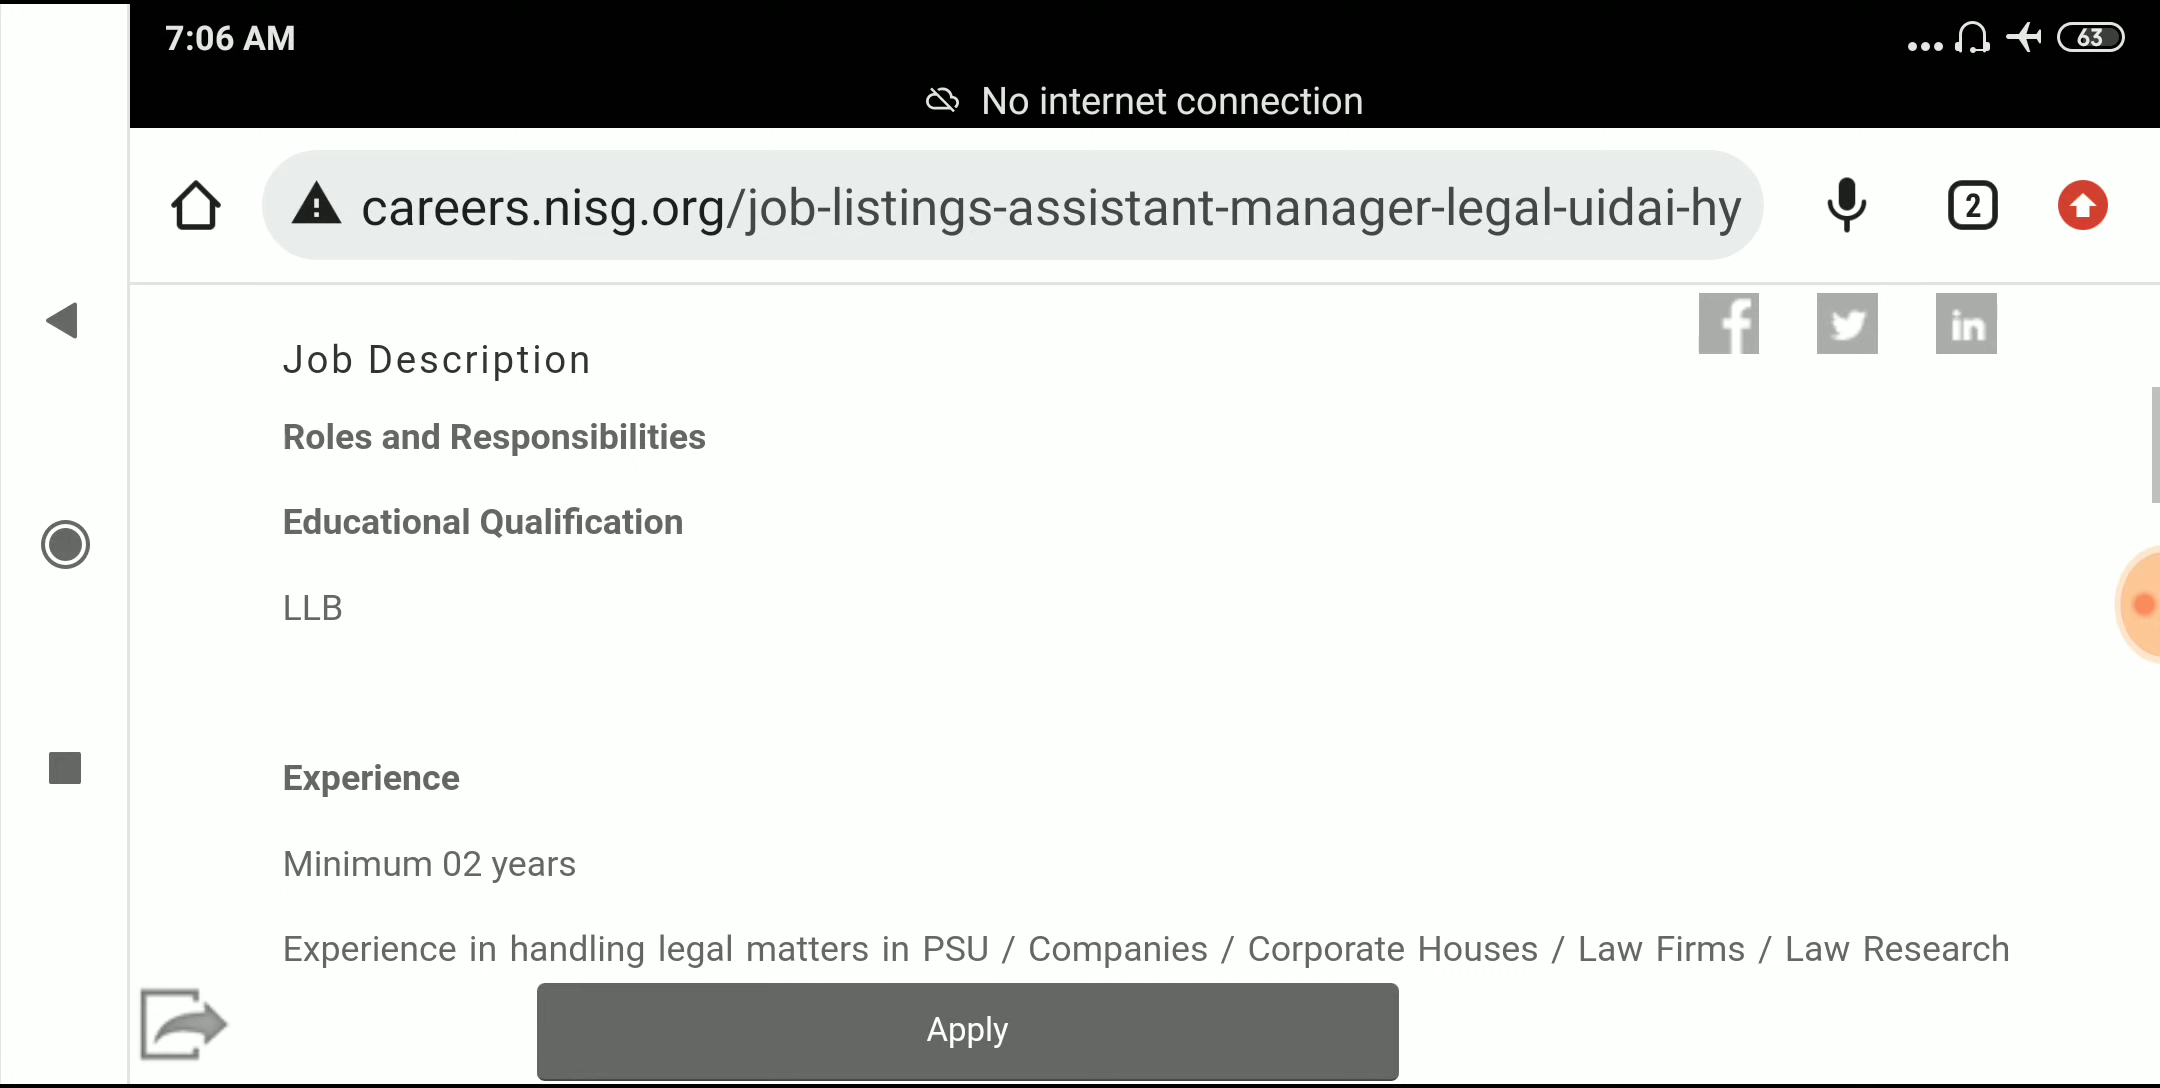 7:06 AM
63
No internet connection
careers.nisg.org/job-listings-assistant-manager-legal-uidai-hy
2
f
in
Job Description
Roles and Responsibilities
Educational Qualification
LLB
Experience
Minimum 02 years
Experience in handling legal matters in PSU / Companies / Corporate Houses / Law Firms / Law Research
Apply